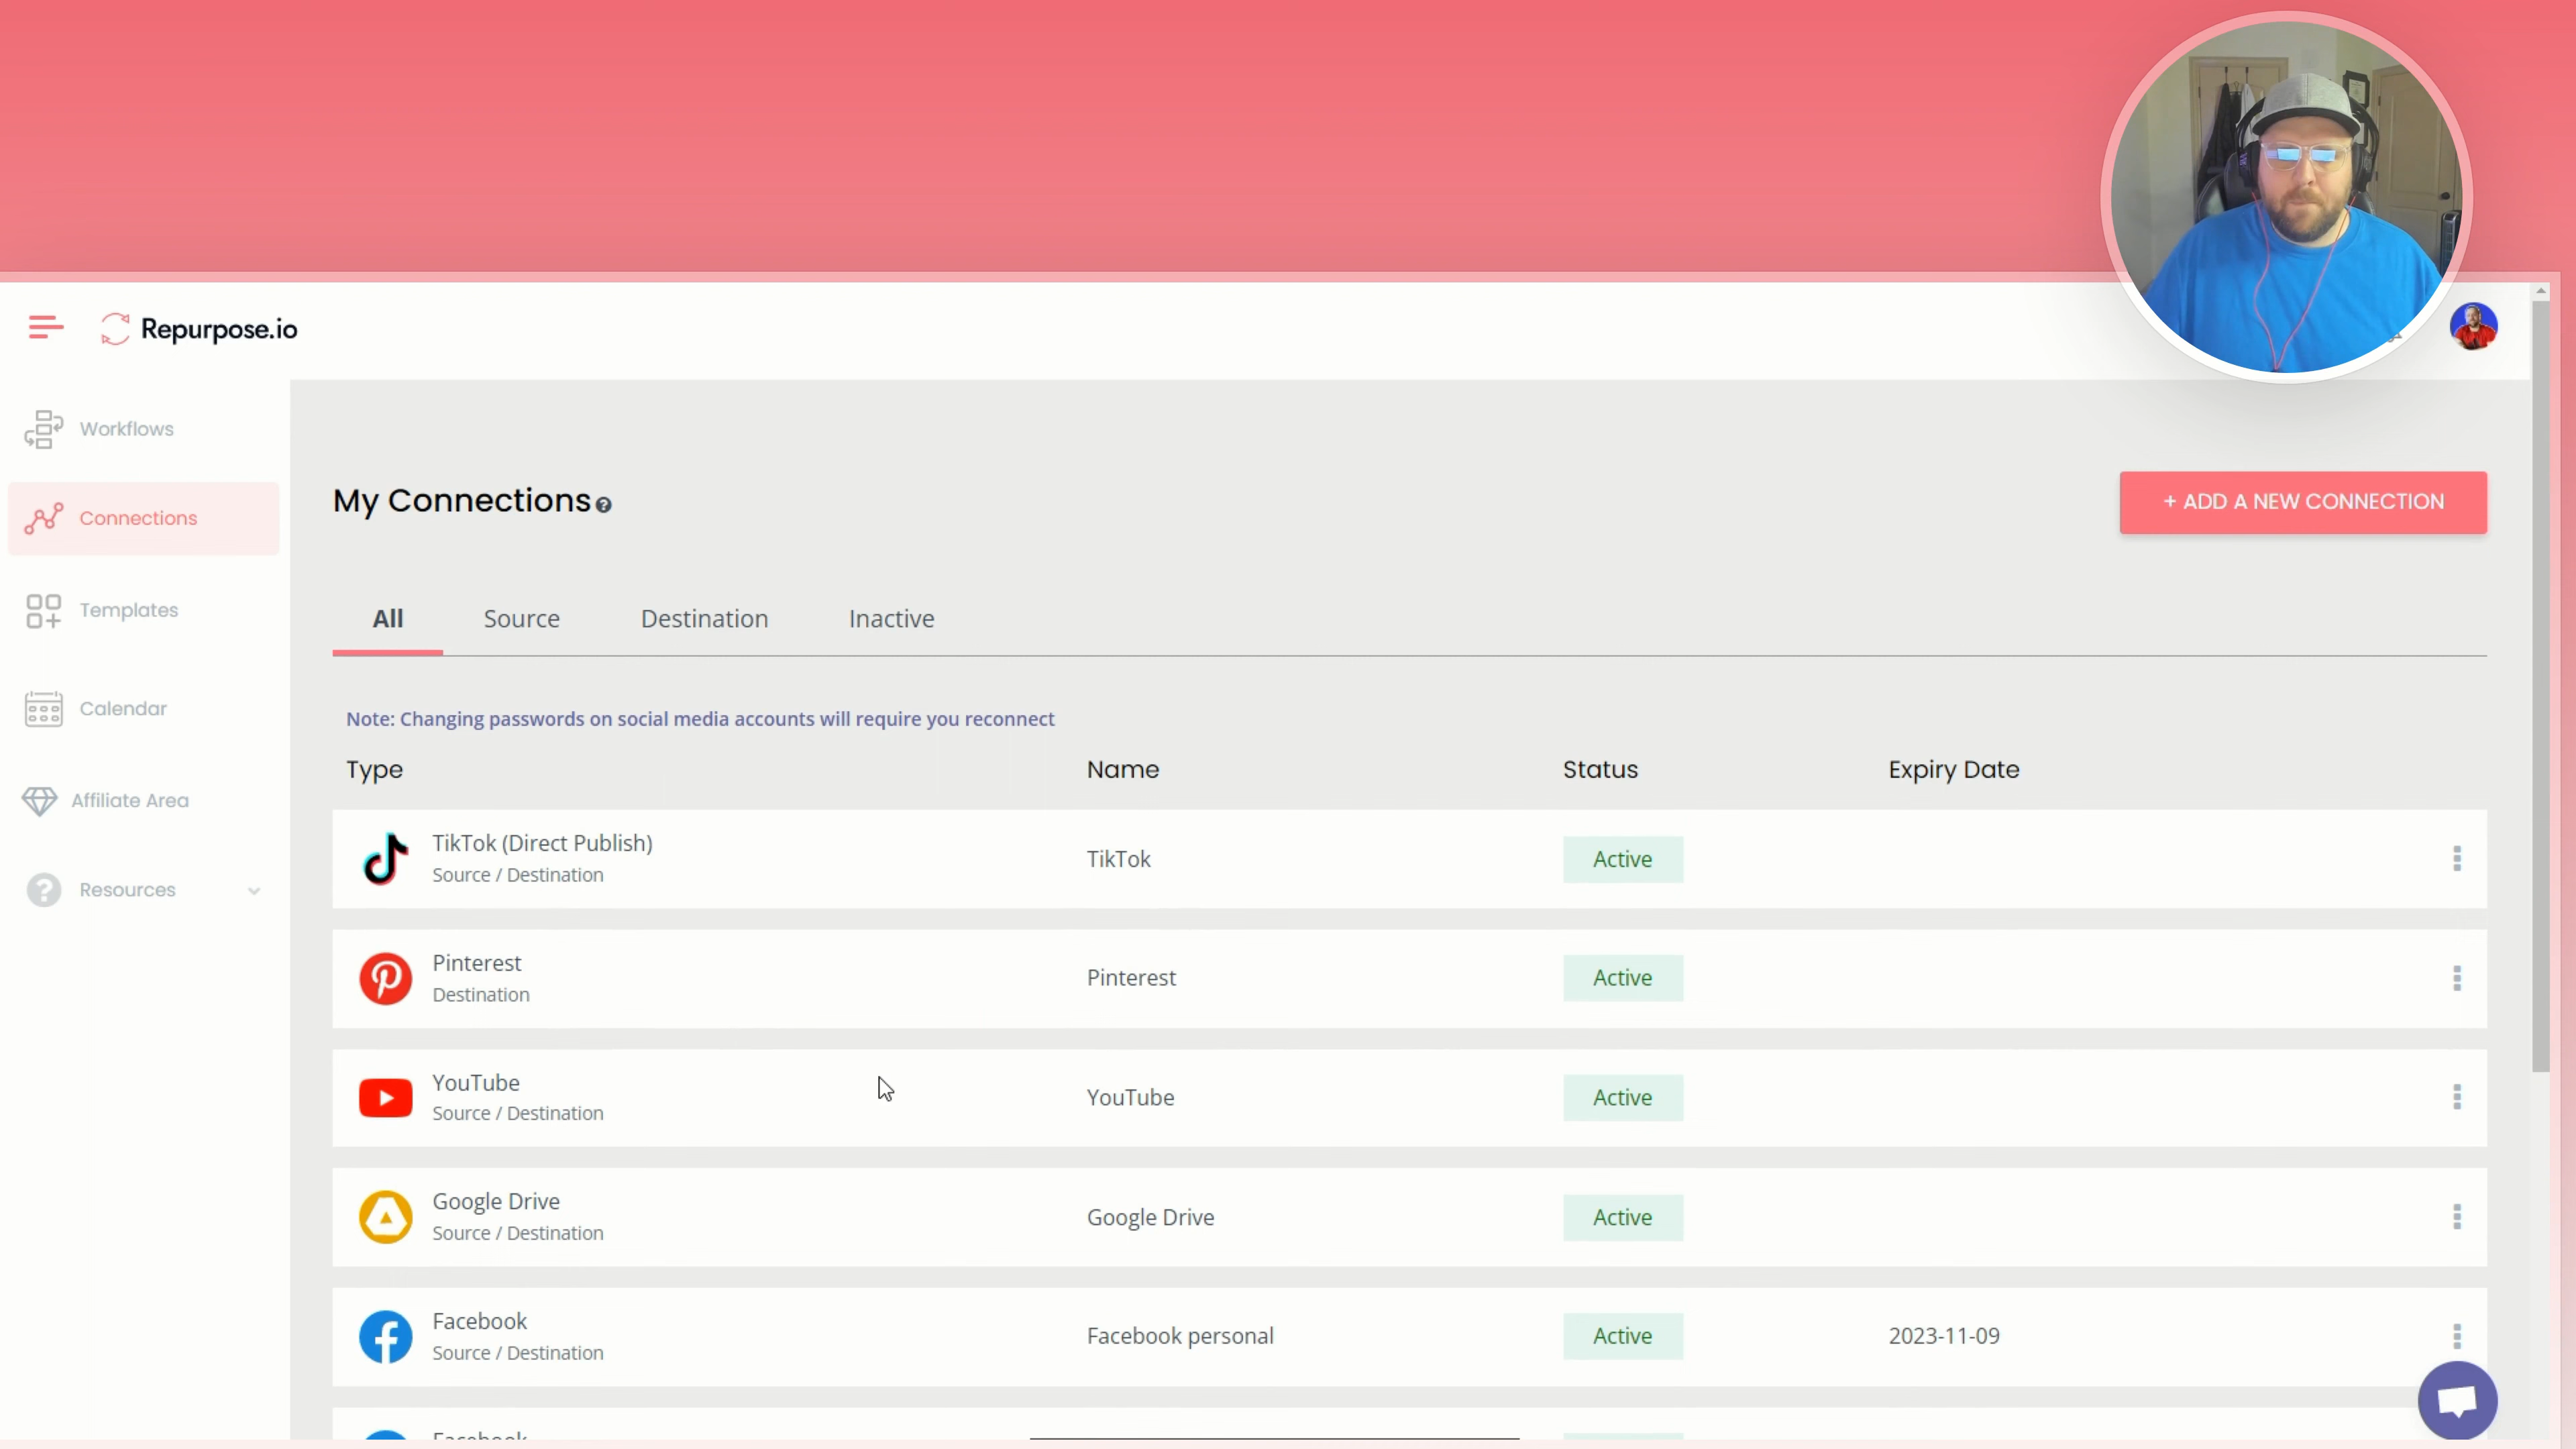 Repurpose.io
Workflows
Connections
Templates
Calendar
Affiliate Area
Resources
My Connections
+ ADD A NEW CONNECTION
All Source Destination Inactive
Note: Changing passwords on social media accounts will require you reconnect
Type Name Status Expiry Date
TikTok (Direct Publish)
Source / Destination
TikTok Active
Pinterest
Destination
Pinterest Active
YouTube
Source / Destination
YouTube Active
Google Drive
Source / Destination
Google Drive Active
Facebook
Source / Destination
Facebook personal Active 2023-11-09
Facebook